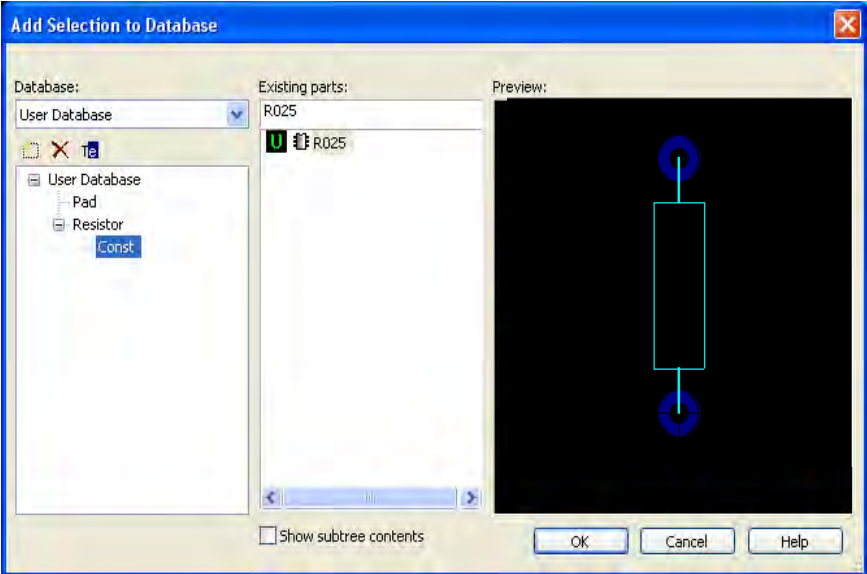 Add Selection to Database
Database:
User Database
Te
User Database
Pad
Resistor
Const
Existing parts:
R025
U R025
Show subtree contents
Preview:
OK
Cancel
Help